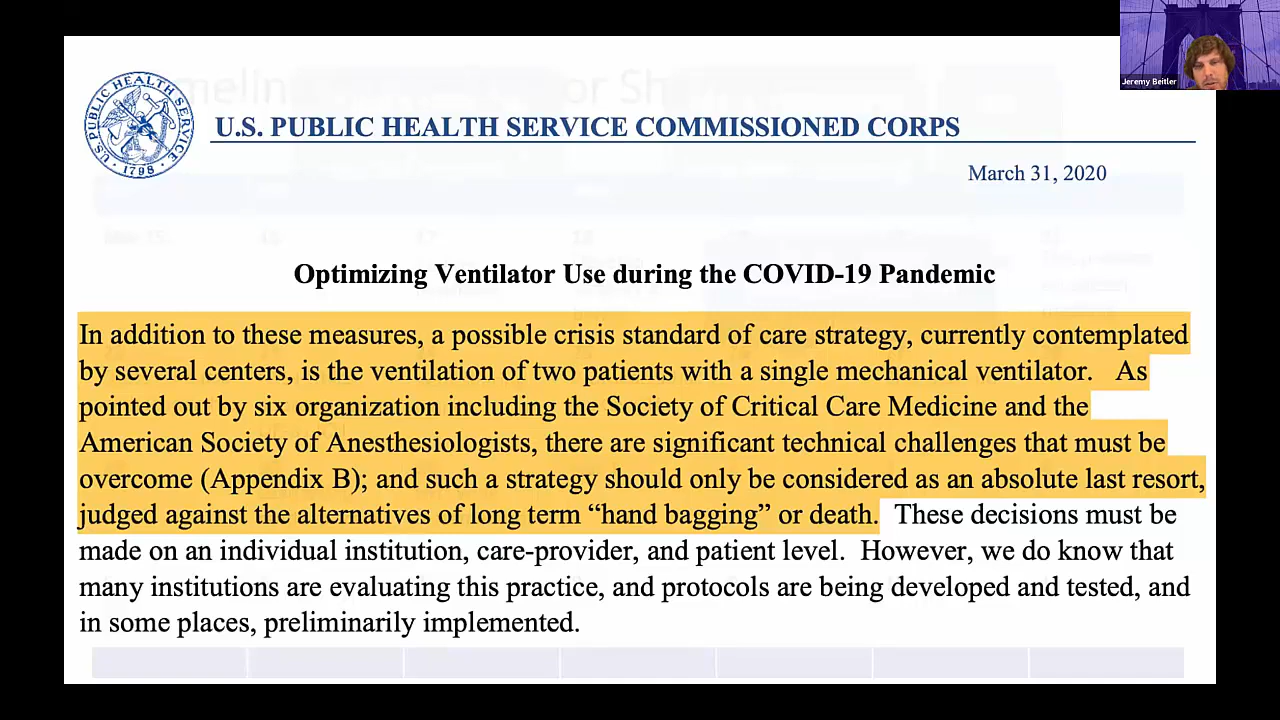 Jeremy Beitler
U.S. PUBLIC HEALTH SERVICE
1798
U.S. PUBLIC HEALTH SERVICE COMMISSIONED CORPS
March 31, 2020
Optimizing Ventilator Use during the COVID-19 Pandemic
In addition to these measures, a possible crisis standard of care strategy, currently contemplated
by several centers, is the ventilation of two patients with a single mechanical ventilator. As
pointed out by six organization including the Society of Critical Care Medicine and the
American Society of Anesthesiologists, there are significant technical challenges that must be
overcome (Appendix B); and such a strategy should only be considered as an absolute last resort,
judged against the alternatives of long term “hand bagging” or death. These decisions must be
made on an individual institution, care-provider, and patient level. However, we do know that
many institutions are evaluating this practice, and protocols are being developed and tested, and
in some places, preliminarily implemented.